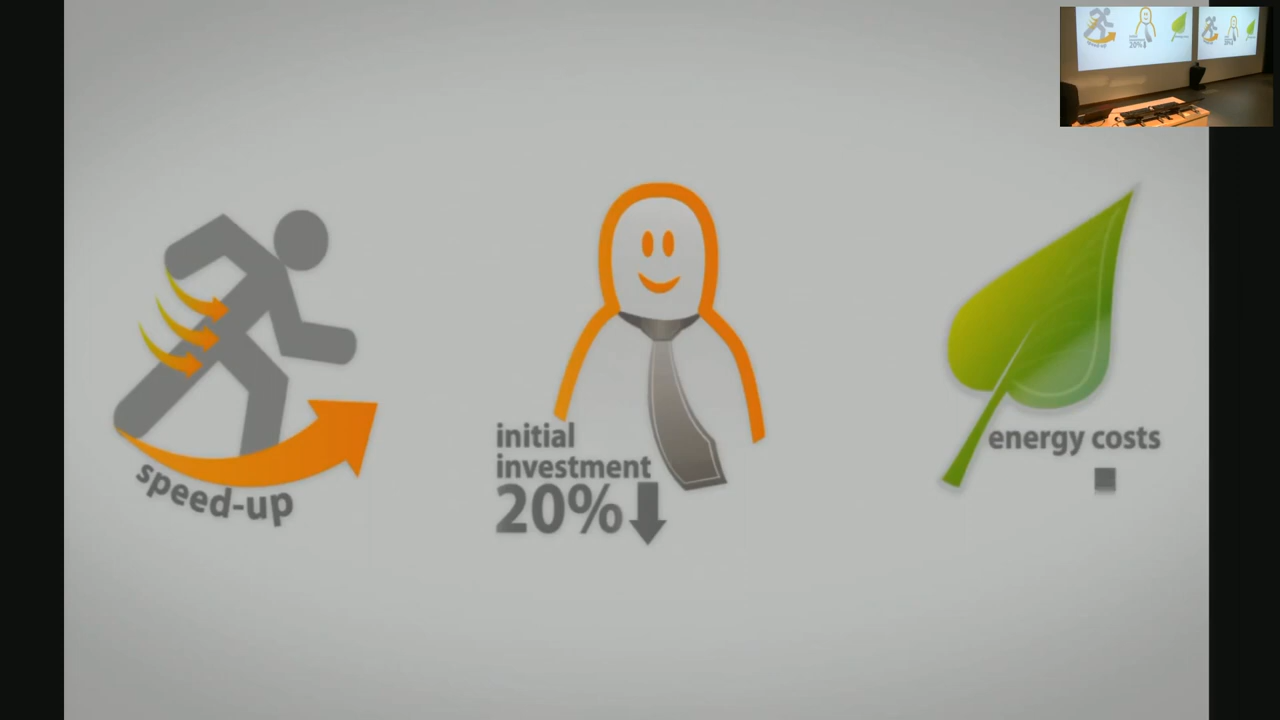 speed-up
initial
investment
20%
energy costs